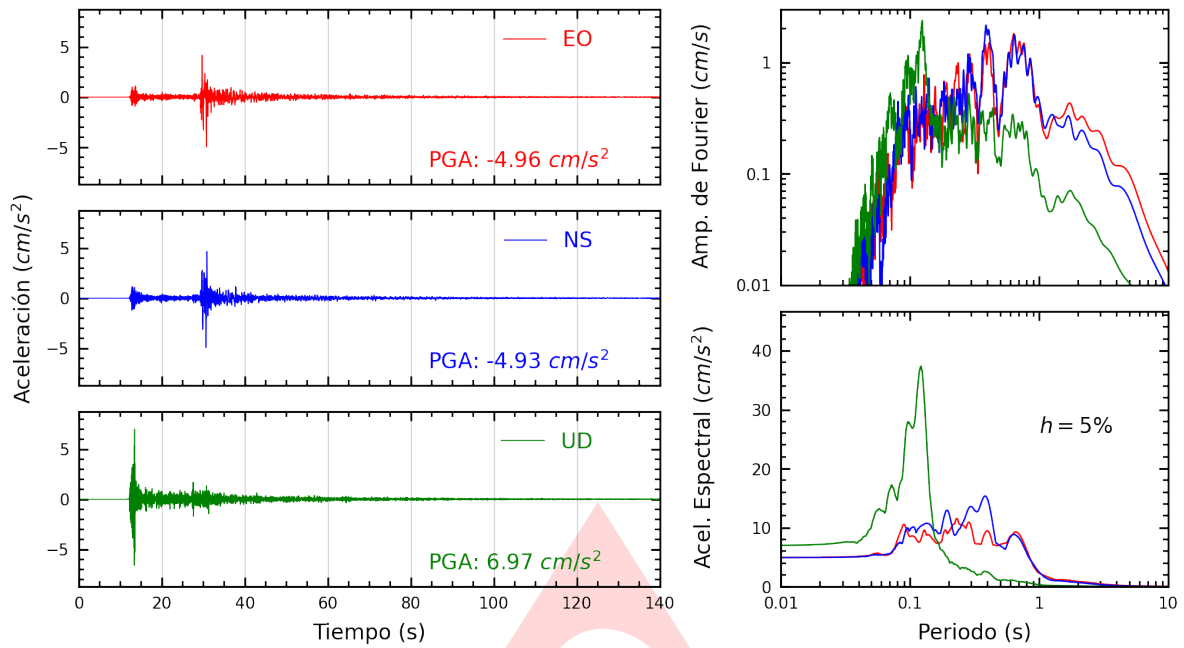 EO
5
0
−5
PGA: -4.96 cm/s²
NS
5
0
−5
PGA: -4.93 cm/s²
UD
5
0
−5
PGA: 6.97 cm/s²
0 20 40 60 80 100 120 140
Tiempo (s)
Aceleración (cm/s²)
Amp. de Fourier (cm/s)
1
0.1
0.01
Acel. Espectral (cm/s²)
40
30
20
10
0
h = 5%
0.01 0.1 1 10
Periodo (s)